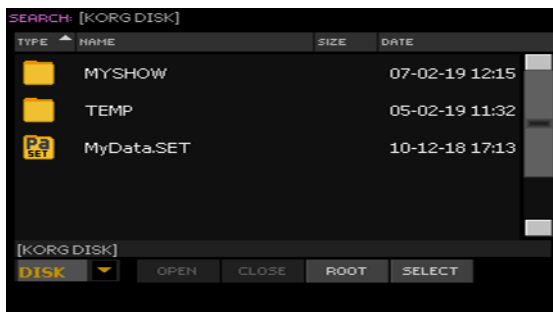 SEARCH: [KORG DISK]
TYPE NAME SIZE DATE
MYSHOW 07-02-19 12:15
TEMP 05-02-19 11:32
Pa SET MyData.SET 10-12-18 17:13
[KORG DISK]
DISK OPEN CLOSE ROOT SELECT